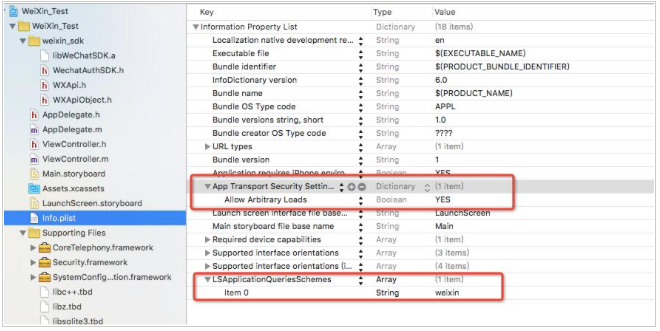 WeiXin_Test
WeiXin_Test
weixin_sdk
libWeChatSDK.a
WechatAuthSDK.h
WXApi.h
WXApiObject.h
AppDelegate.h
AppDelegate.m
ViewController.h
ViewController.m
Main.storyboard
Assets.xcassets
LaunchScreen.storyboard
Info.plist
Supporting Files
CoreTelephony.framework
Security.framework
SystemConfig...tion.framework
libc++.tbd
libz.tbd
libsqlite3.tbd
Key Type Value
Information Property List Dictionary (18 items)
Localization native development re... String en
Executable file String $(EXECUTABLE_NAME)
Bundle identifier String $(PRODUCT_BUNDLE_IDENTIFIER)
InfoDictionary version String 6.0
Bundle name String $(PRODUCT_NAME)
Bundle OS Type code String APPL
Bundle versions string, short String 1.0
Bundle creator OS Type code String ????
URL types Array (1 item)
Bundle version String 1
Application requires iPhone enviro... Boolean YES
App Transport Security Settin... Dictionary (1 item)
Allow Arbitrary Loads Boolean YES
Launch screen interface file base... String LaunchScreen
Main storyboard file base name String Main
Required device capabilities Array (1 item)
Supported interface orientations Array (3 items)
Supported interface orientations (i... Array (4 items)
LSApplicationQueriesSchemes Array (1 item)
Item 0 String weixin